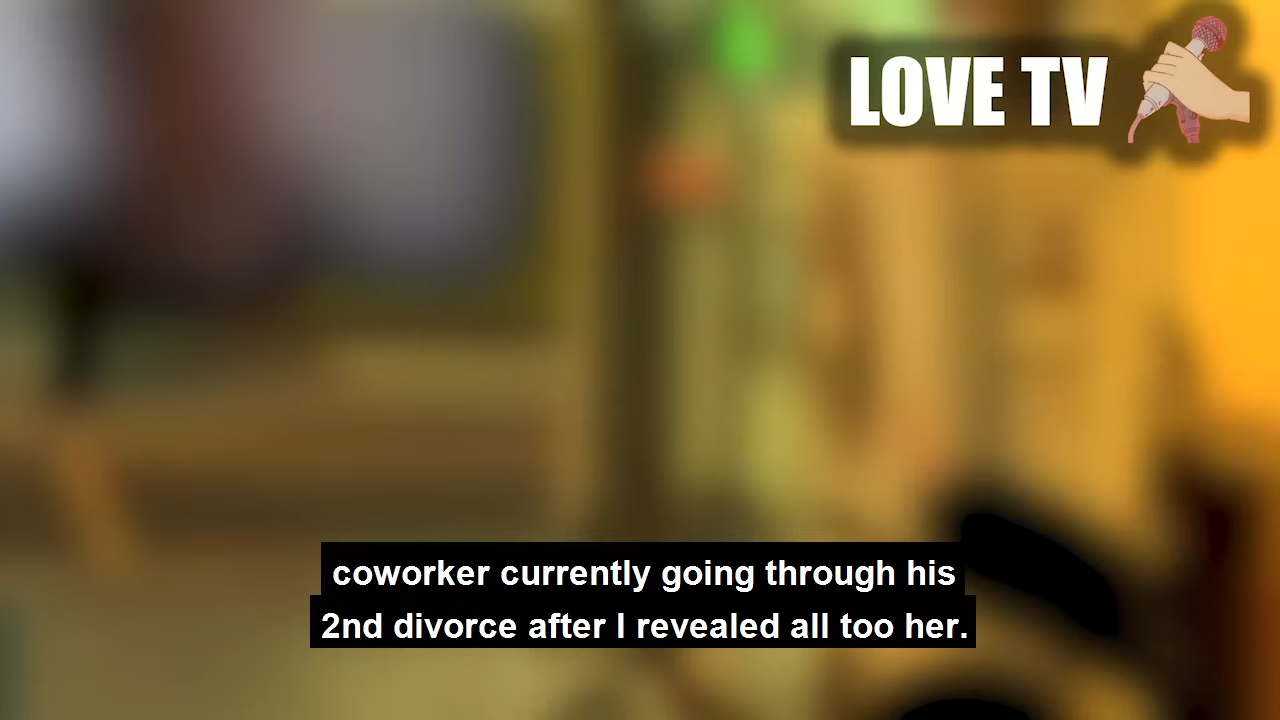 LOVE TV
coworker currently going through his
2nd divorce after I revealed all too her.